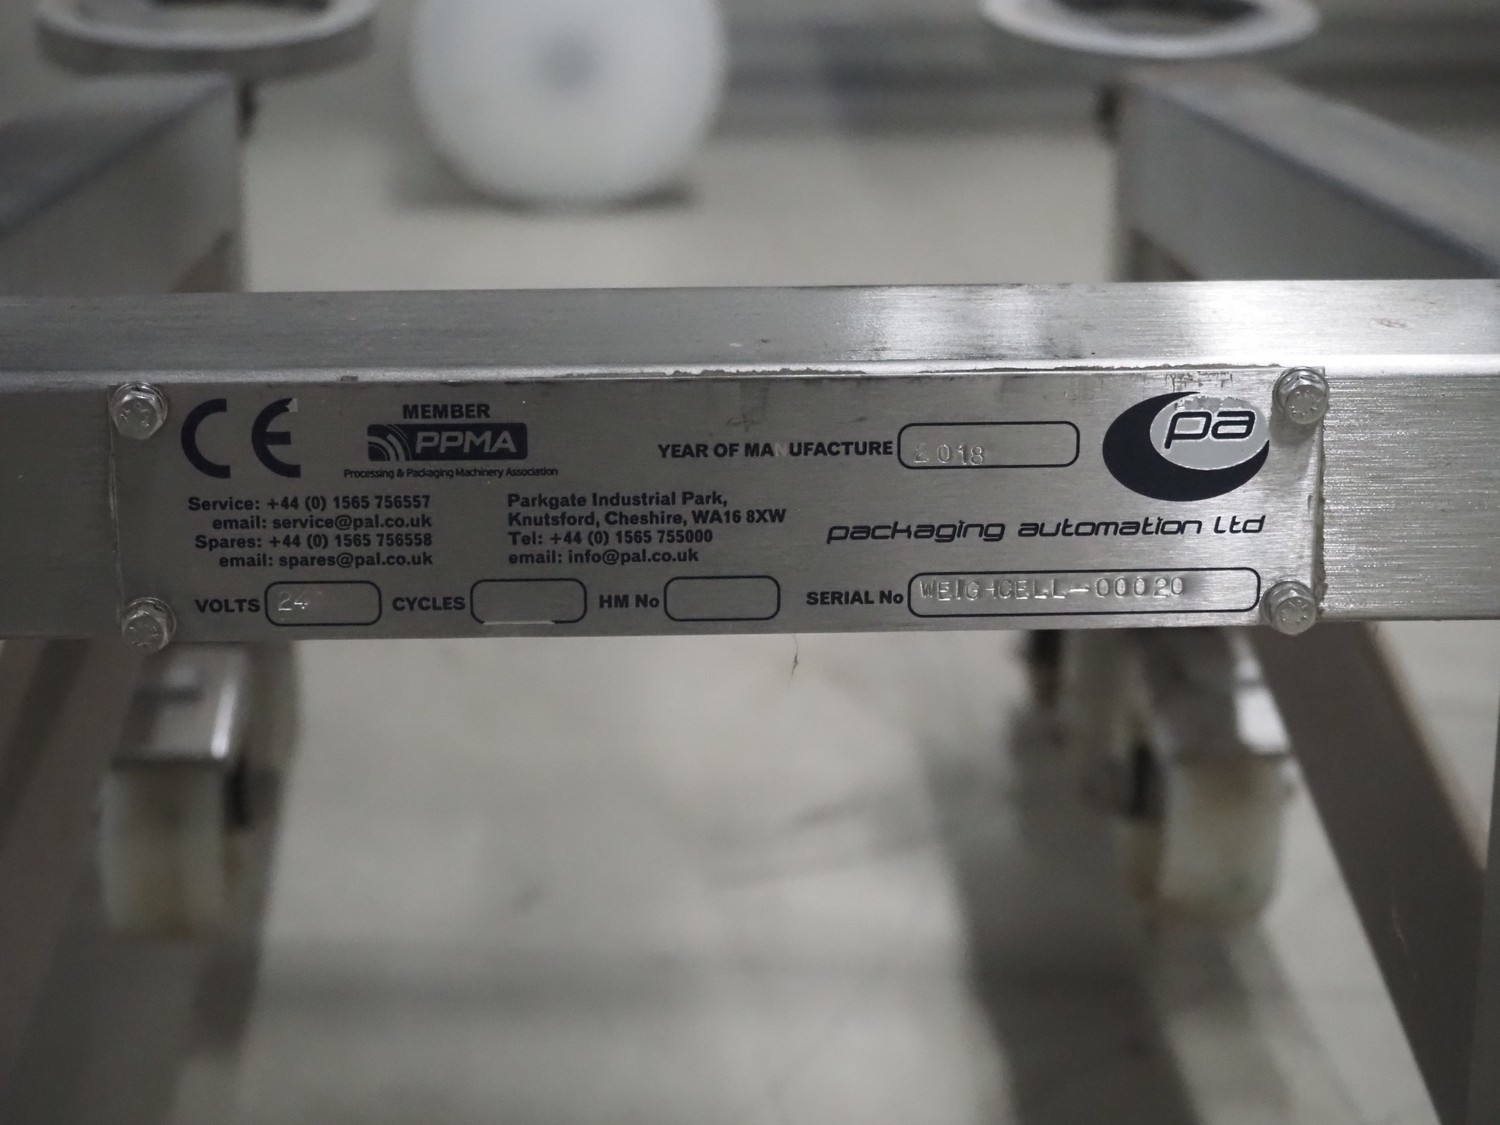 CE
MEMBER
PPMA
Processing & Packaging Machinery Association
YEAR OF MA UFACTURE 2018
pa
packaging automation Ltd
Service: +44 (0) 1565 756557
email: service@pal.co.uk
Spares: +44 (0) 1565 756558
email: spares@pal.co.uk
Parkgate Industrial Park,
Knutsford, Cheshire, WA16 8XW
Tel: +44 (0) 1565 755000
email: info@pal.co.uk
VOLTS 24 CYCLES HM No SERIAL No WEIGHCELL-00020